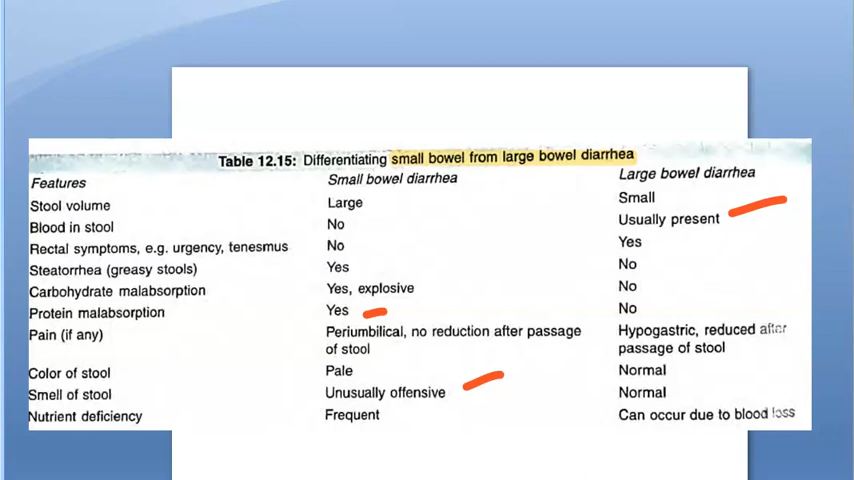 Table 12.15: Differentiating small bowel from large bowel diarrhea
Features Small bowel diarrhea Large bowel diarrhea
Stool volume Large Small
Blood in stool No Usually present
Rectal symptoms, e.g. urgency, tenesmus No Yes
Steatorrhea (greasy stools) Yes No
Carbohydrate malabsorption Yes, explosive No
Protein malabsorption Yes No
Pain (if any) Periumbilical, no reduction after passage Hypogastric, reduced after
of stool passage of stool
Color of stool Pale Normal
Smell of stool Unusually offensive Normal
Nutrient deficiency Frequent Can occur due to blood loss